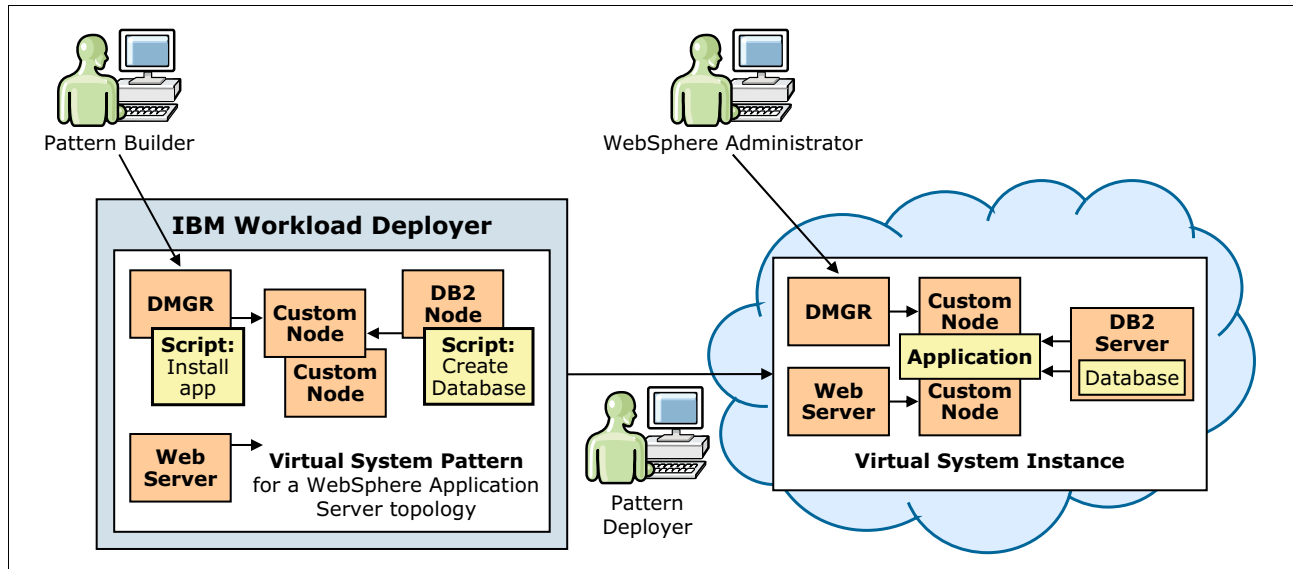 Pattern Builder
WebSphere Administrator
IBM Workload Deployer
DMGR
Script:
Install
app
Custom
Node
Custom
Node
DB2
Node
Script:
Create
Database
Web
Server
Virtual System Pattern
for a WebSphere Application
Server topology
Pattern
Deployer
DMGR
Custom
Node
Application
Web
Server
Custom
Node
DB2
Server
Database
Virtual System Instance